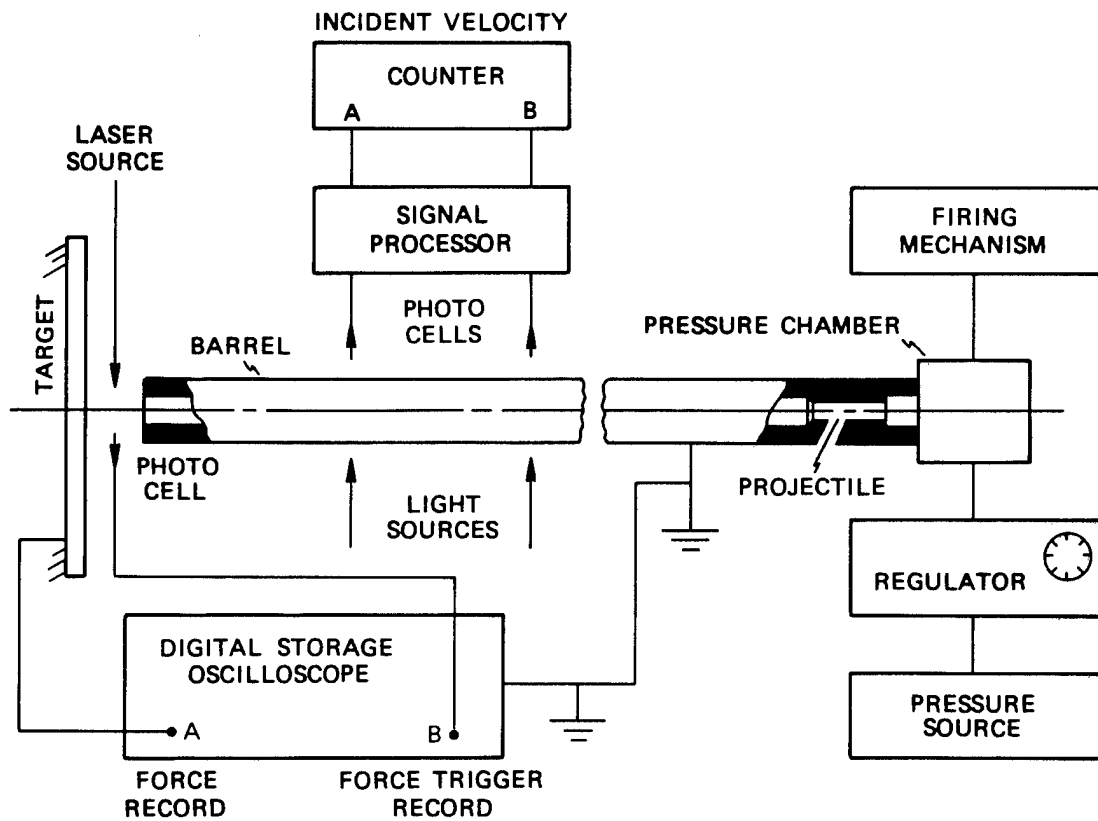 INCIDENT VELOCITY
COUNTER
A
B
LASER
SOURCE
SIGNAL
PROCESSOR
FIRING
MECHANISM
TARGET
PHOTO
CELLS
PRESSURE CHAMBER
BARREL
PHOTO
CELL
LIGHT
SOURCES
PROJECTILE
REGULATOR
DIGITAL STORAGE
OSCILLOSCOPE
A
B
PRESSURE
SOURCE
FORCE
RECORD
FORCE TRIGGER
RECORD